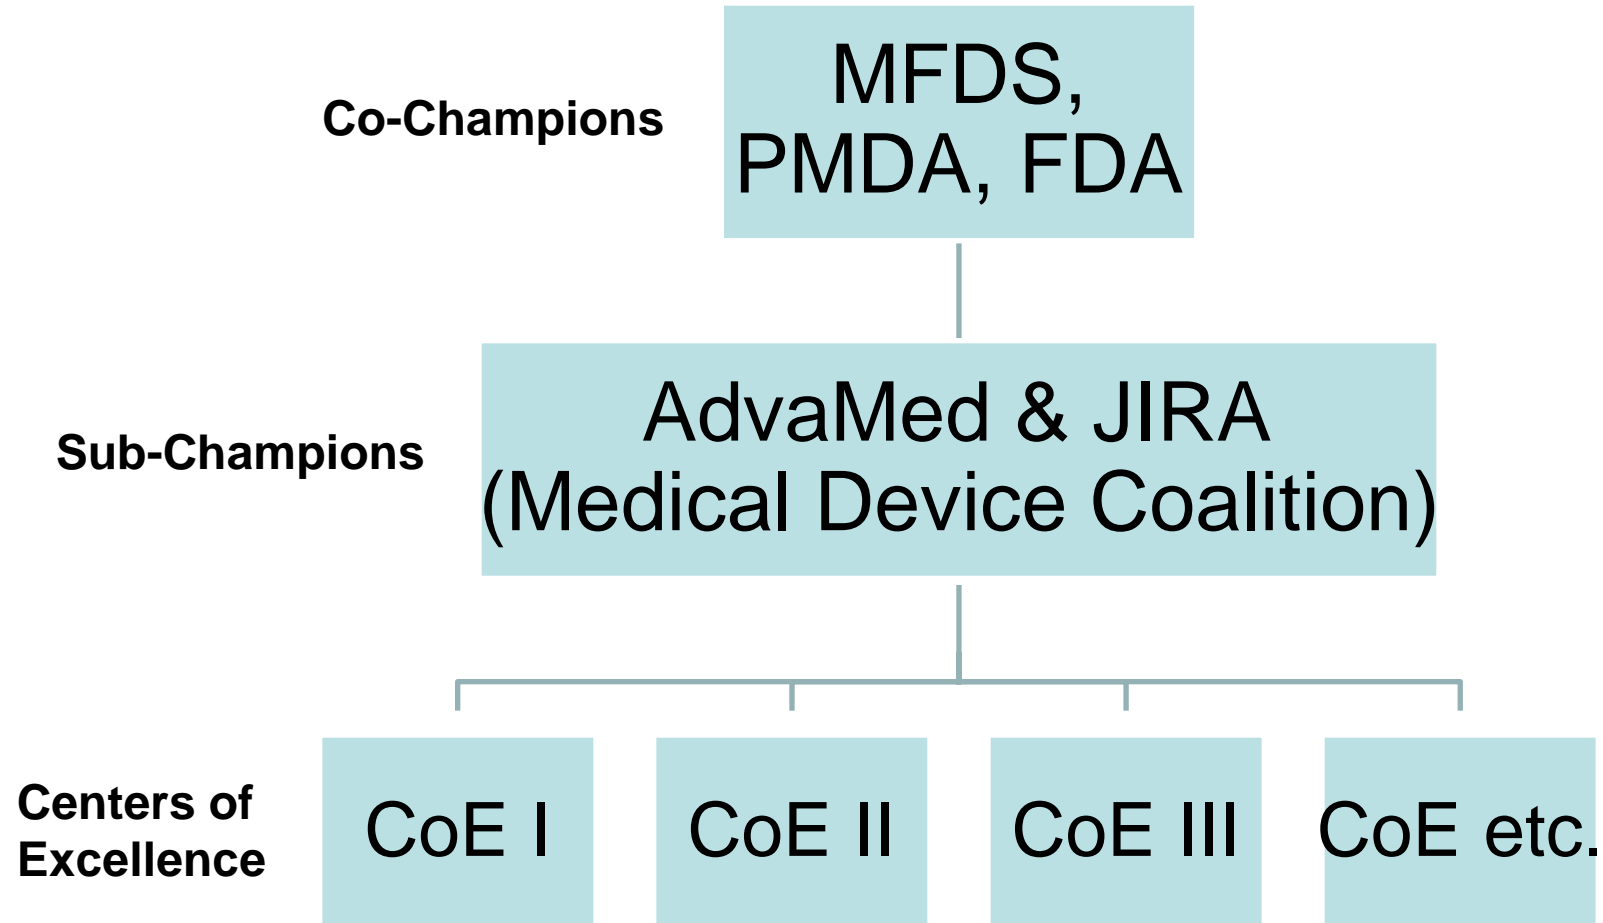 Co-Champions
MFDS,
PMDA, FDA
Sub-Champions
AdvaMed & JIRA
(Medical Device Coalition)
Centers of
Excellence
CoE I
CoE II
CoE III
CoE etc.